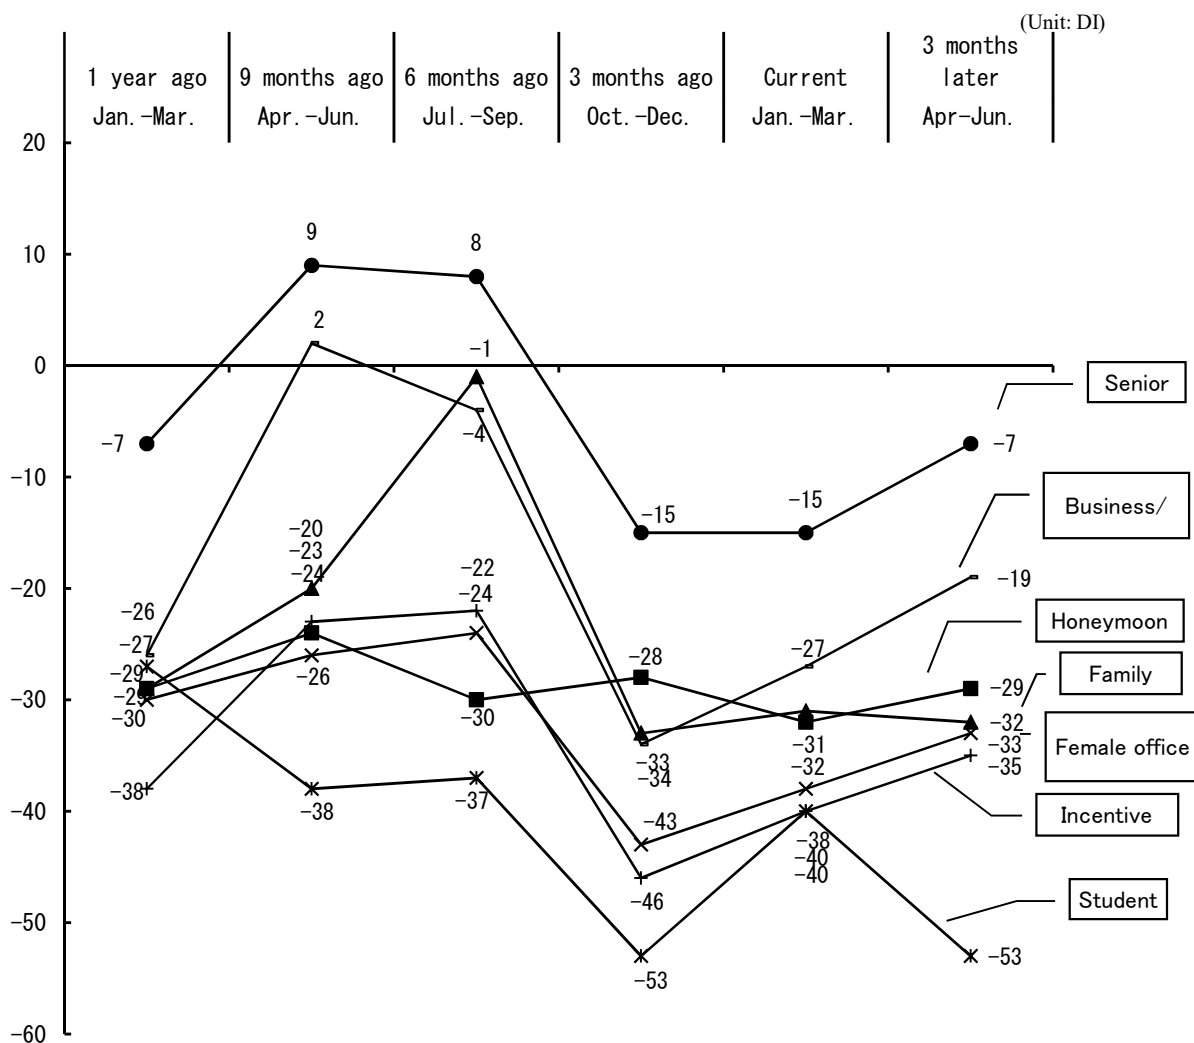 (Unit: DI)
1 year ago
9 months ago
6 months ago
3 months ago
Current
3 months
later
Jan.-Mar.
Apr.-Jun.
Jul.-Sep.
Oct.-Dec.
Jan.-Mar.
Apr-Jun.
20
10
0
-10
-20
-30
-40
-50
-60
9
8
2
-1
-4
-7
-15
-15
-7
-20
-23
-24
-22
-24
-19
-26
-27
-29
-29
-30
-38
-26
-30
-28
-27
-29
-32
-33
-35
-31
-32
-33
-34
-38
-37
-43
-38
-40
-40
-46
-53
-53
Senior
Business/
Honeymoon
Family
Female office
Incentive
Student